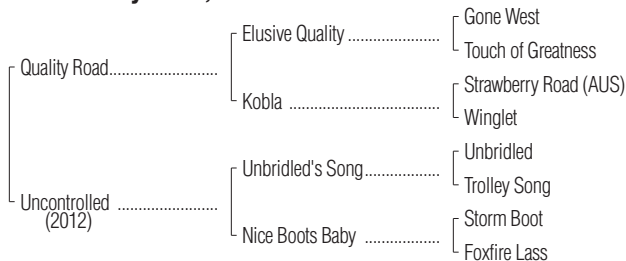 Gone West
Elusive Quality ....................
Touch of Greatness
Quality Road........................
Strawberry Road (AUS)
Kobla .................................
Winglet
Unbridled
Unbridled's Song.................
Trolley Song
Uncontrolled ......................
(2012)
Storm Boot
Nice Boots Baby .................
Foxfire Lass